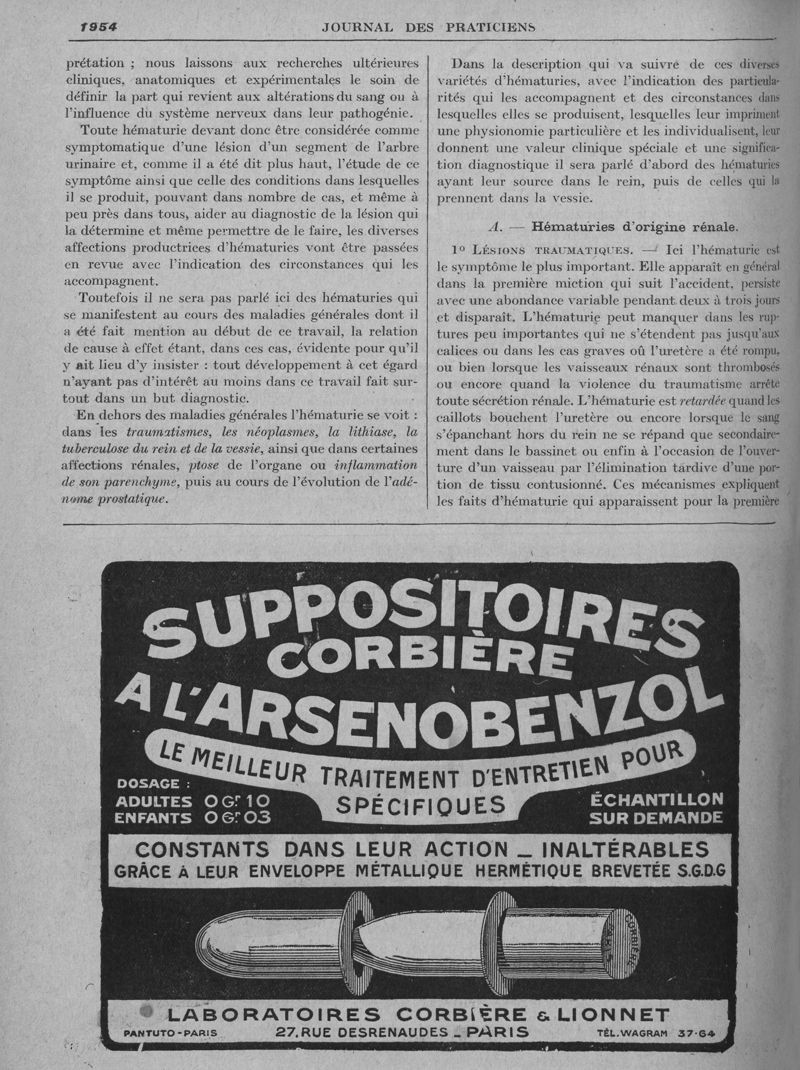 1954
JOURNAL DES PRATICIENS
prétation ; nous laissons aux recherches ultérieures
cliniques, anatomiques et expérimentales le soin de
définir la part qui revient aux altérations du sang ou à
l'influence du système nerveux dans leur pathogénie.
Toute hématurie devant donc être considérée comme
symptomatique d'une lésion d'un segment de l'arbre
urinaire et, comme il a été dit plus haut, l'étude de ce
symptôme ainsi que celle des conditions dans lesquelles
il se produit, pouvant dans nombre de cas, et même à
peu près dans tous, aider au diagnostic de la lésion qui
la détermine et même permettre de le faire, les diverses
affections productrices d'hématuries vont être passées
en revue avec l'indication des circonstances qui les
accompagnent.
Toutefois il ne sera pas parlé ici des hématuries qui
se manifestent au cours des maladies générales dont il
a été fait mention au début de ce travail, la relation
de cause à effet étant, dans ces cas, évidente pour qu'il
y ait lieu d'y insister : tout développement à cet égard
n'ayant pas d'intérêt au moins dans ce travail fait sur-
tout dans un but diagnostic.
En dehors des maladies générales l'hématurie se voit :
dans les traumatismes, les néoplasmes, la lithiase, la
tuberculose du rein et de la vessie, ainsi que dans certaines
affections rénales, ptose de l'organe ou inflammation
de son parenchyme, puis au cours de l'évolution de l'adé-
nome prostatique.
Dans la description qui va suivre de ces diverses
variétés d'hématuries, avec l'indication des particula-
rités qui les accompagnent et des circonstances dans
lesquelles elles se produisent, lesquelles leur impriment
une physionomie particulière et les individualisent, leur
donnent une valeur clinique spéciale et une significa-
tion diagnostique il sera parlé d'abord des hématuries
ayant leur source dans le rein, puis de celles qui la
prennent dans la vessie.
A. — Hématuries d'origine rénale.
1º LÉSIONS TRAUMATIQUES. — Ici l'hématurie est
le symptôme le plus important. Elle apparaît en général
dans la première miction qui suit l'accident, persiste
avec une abondance variable pendant deux à trois jours
et disparaît. L'hématurie peut manquer dans les rup-
tures peu importantes qui ne s'étendent pas jusqu'aux
calices ou dans les cas graves où l'uretère a été rompu,
ou bien lorsque les vaisseaux rénaux sont thrombosés
ou encore quand la violence du traumatisme arrête
toute sécrétion rénale. L'hématurie est retardée quand les
caillots bouchent l'uretère ou encore lorsque le sang
s'épanchant hors du rein ne se répand que secondaire-
ment dans le bassinet ou enfin à l'occasion de l'ouver-
ture d'un vaisseau par l'élimination tardive d'une por-
tion de tissu contusionné. Ces mécanismes expliquent
les faits d'hématurie qui apparaissent pour la première
SUPPOSITOIRES
CORBIÈRE
A L'ARSENOBENZOL
LE MEILLEUR TRAITEMENT D'ENTRETIEN POUR
SPÉCIFIQUES
DOSAGE :
ADULTES 0 Gr 10
ENFANTS 0 Gr 03
ÉCHANTILLON
SUR DEMANDE
CONSTANTS DANS LEUR ACTION _ INALTÉRABLES
GRÂCE A LEUR ENVELOPPE MÉTALLIQUE HERMÉTIQUE BREVETÉE S.G.D.G
CORBIÈRE
PARIS
LABORATOIRES CORBIÈRE & LIONNET
PANTUTO-PARIS
27, RUE DESRENAUDES _ PARIS
TÉL. WAGRAM 37-64